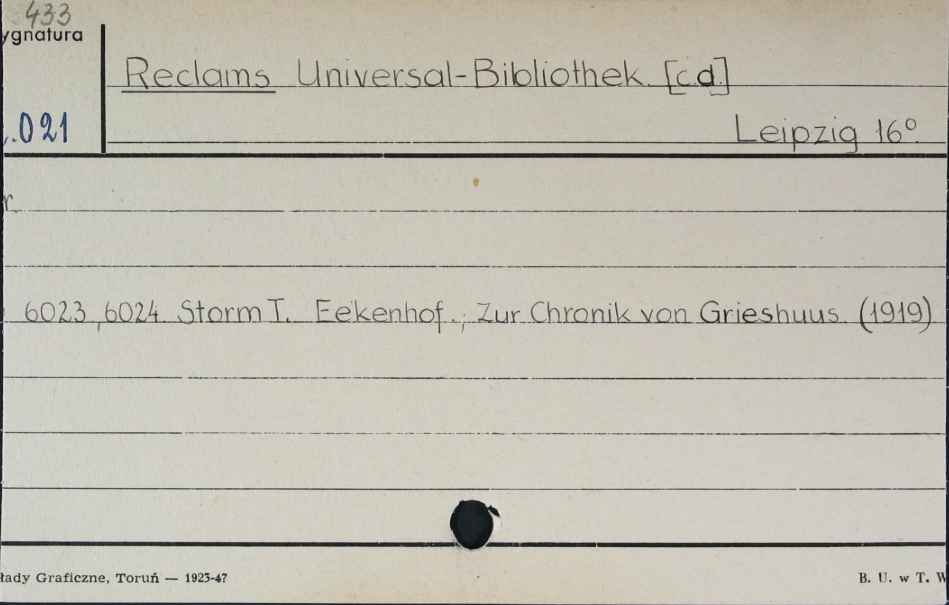 433
ygnatura
Reclams Universal-Bibliothek [c.d.]
.021
Leipzig 16°.
r.
6023, 6024 Storm T. Eekenhof.; Zur Chronik von Grieshuus (1919)
łady Graficzne, Toruń — 1923-47
B. U. w T. W